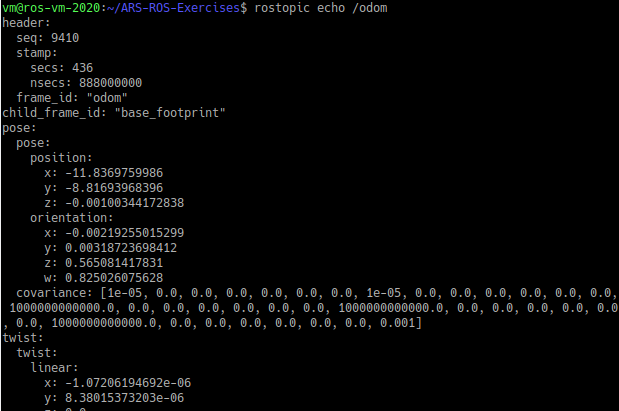 vm@ros-vm-2020:~/ARS-ROS-Exercises$ rostopic echo /odom
header:
  seq: 9410
  stamp:
    secs: 436
    nsecs: 888000000
  frame_id: "odom"
child_frame_id: "base_footprint"
pose:
  pose:
    position:
      x: -11.8369759986
      y: -8.81693968396
      z: -0.00100344172838
    orientation:
      x: -0.00219255015299
      y: 0.00318723698412
      z: 0.565081417831
      w: 0.825026075628
  covariance: [1e-05, 0.0, 0.0, 0.0, 0.0, 0.0, 0.0, 1e-05, 0.0, 0.0, 0.0, 0.0, 0.0, 0.0,
 1000000000000.0, 0.0, 0.0, 0.0, 0.0, 0.0, 0.0, 1000000000000.0, 0.0, 0.0, 0.0, 0.0, 0.0
, 0.0, 1000000000000.0, 0.0, 0.0, 0.0, 0.0, 0.0, 0.0, 0.001]
twist:
  twist:
    linear:
      x: -1.07206194692e-06
      y: 8.38015373203e-06